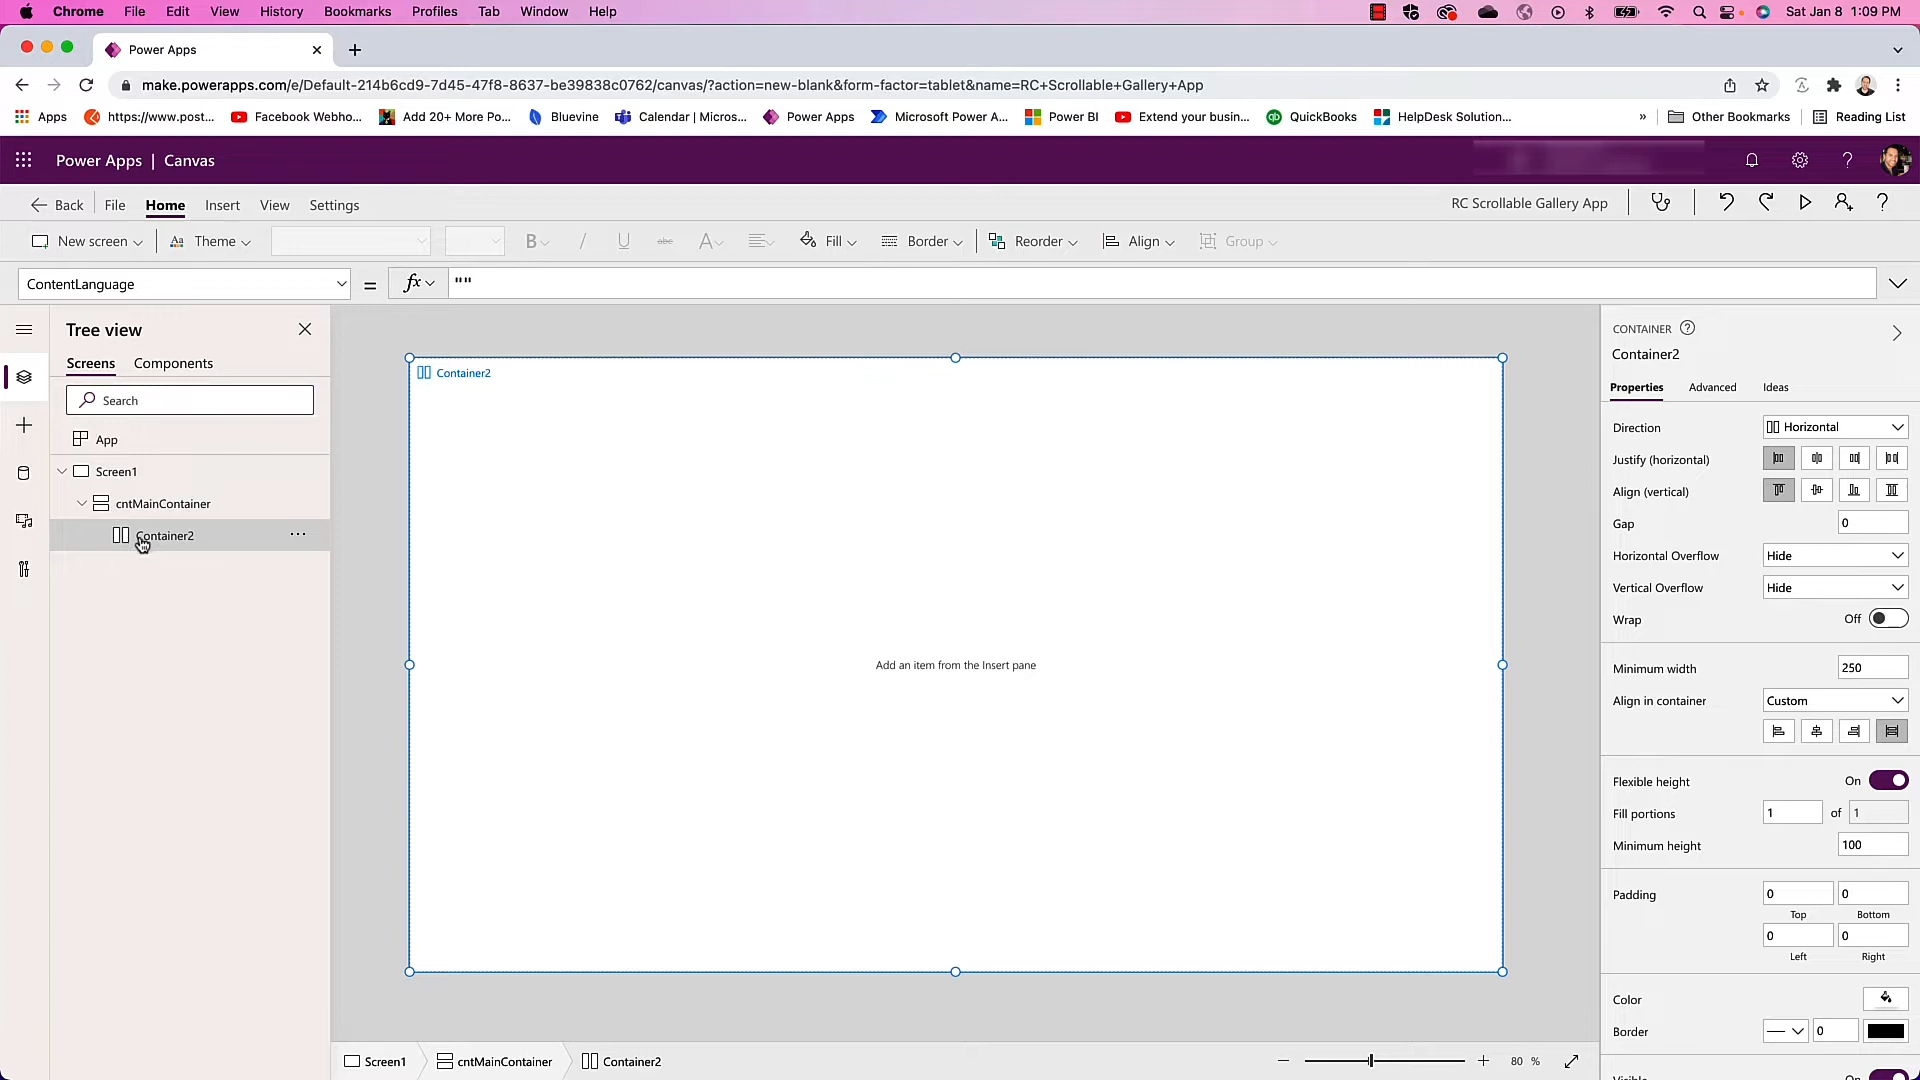 Chrome File Edit View History Bookmarks Profiles Tab Window Help Sat Jan 8 1:09 PM
Power Apps
make.powerapps.com/e/Default-214b6cd9-7d45-47f8-8637-be39838c0762/canvas/?action=new-blank&form-factor=tablet&name=RC+Scrollable+Gallery+App
Apps https://www.post... Facebook Webho... Add 20+ More Po... Bluevine Calendar | Micros... Power Apps Microsoft Power A... Power BI Extend your busin... QuickBooks HelpDesk Solution... » Other Bookmarks Reading List
Power Apps | Canvas
Back File Home Insert View Settings RC Scrollable Gallery App
New screen Theme B I U abc A Fill Border Reorder Align Group
ContentLanguage = fx ""
Tree view
Screens Components
Search
App
Screen1
cntMainContainer
Container2 ...
Container2
Add an item from the Insert pane
CONTAINER
Container2
Properties Advanced Ideas
Direction Horizontal
Justify (horizontal)
Align (vertical)
Gap 0
Horizontal Overflow Hide
Vertical Overflow Hide
Wrap Off
Minimum width 250
Align in container Custom
Flexible height On
Fill portions 1 of 1
Minimum height 100
Padding 0 0
Top Bottom
0 0
Left Right
Color
Border 0
Screen1 cntMainContainer Container2 80 %